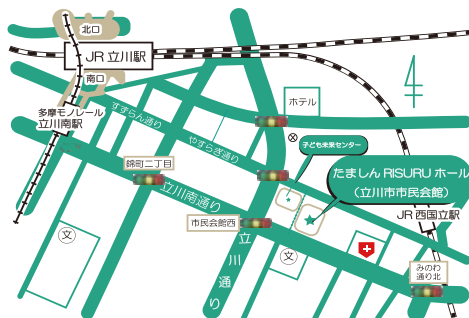 北口
JR 立川駅
南口
多摩モノレール
立川南駅
すずらん通り
やすらぎ通り
ホテル
子ども未来センター
たましん RISURU ホール
(立川市市民会館)
錦町二丁目
立川南通り
市民会館西
立川通り
JR 西国立駅
みのわ
通り北
文
文